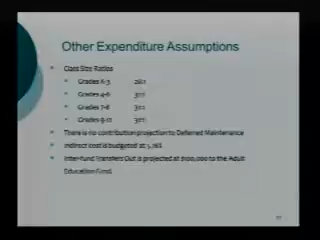 Other Expenditure Assumptions
Class Size Ratios
Grades K-3
Grades 4-6
Grades 7-8
Grades 9-12
There is no contribution projection to Deferred Maintenance
Indirect cost is budgeted at
Inter-fund Transfers Out is projected at to the Adult
Education Fund.